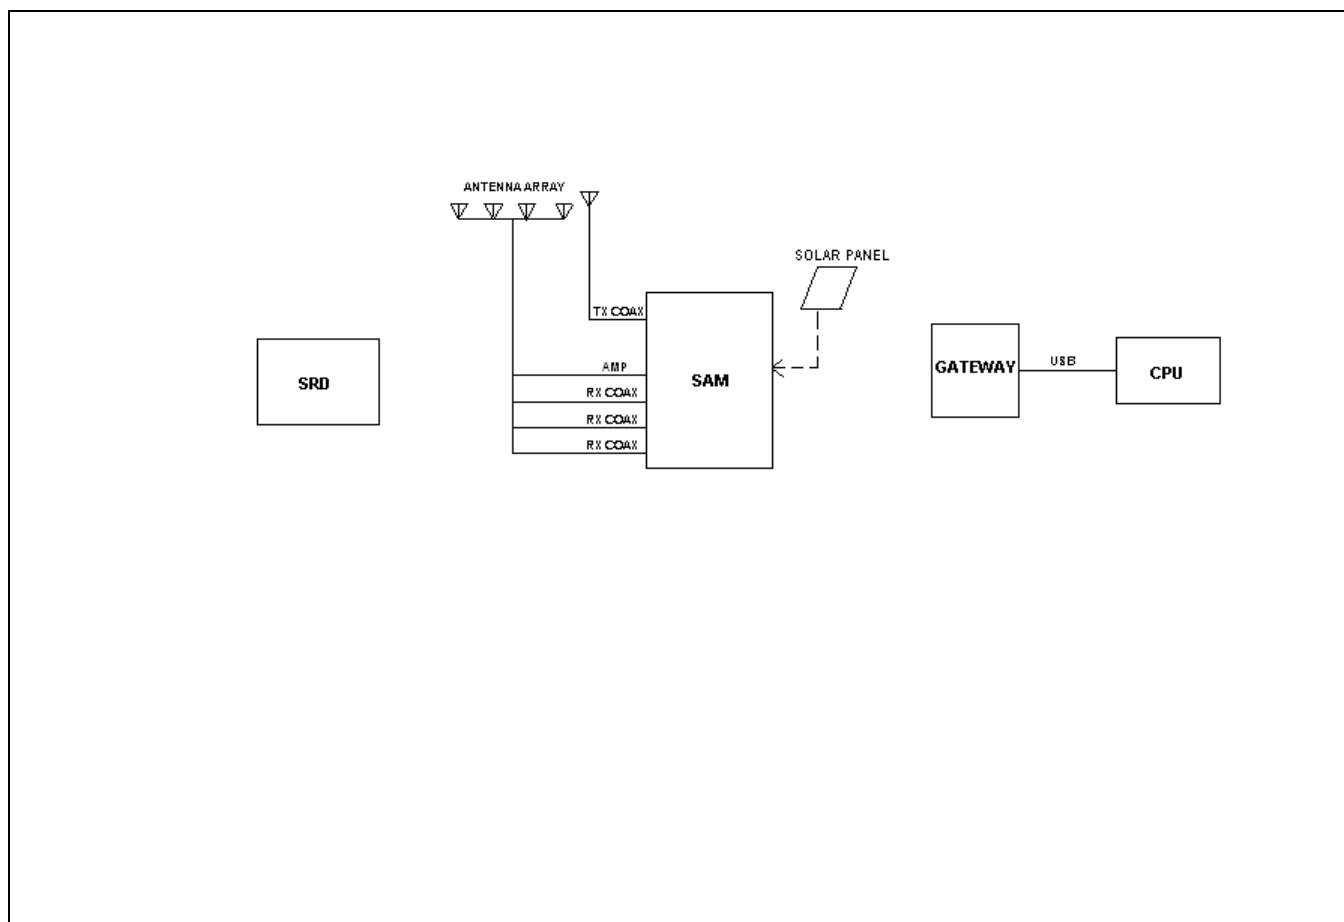 ANTENNA ARRAY
SOLAR PANEL
TX COAX
AMP
RX COAX
RX COAX
RX COAX
SRD
SAM
GATEWAY
USB
CPU